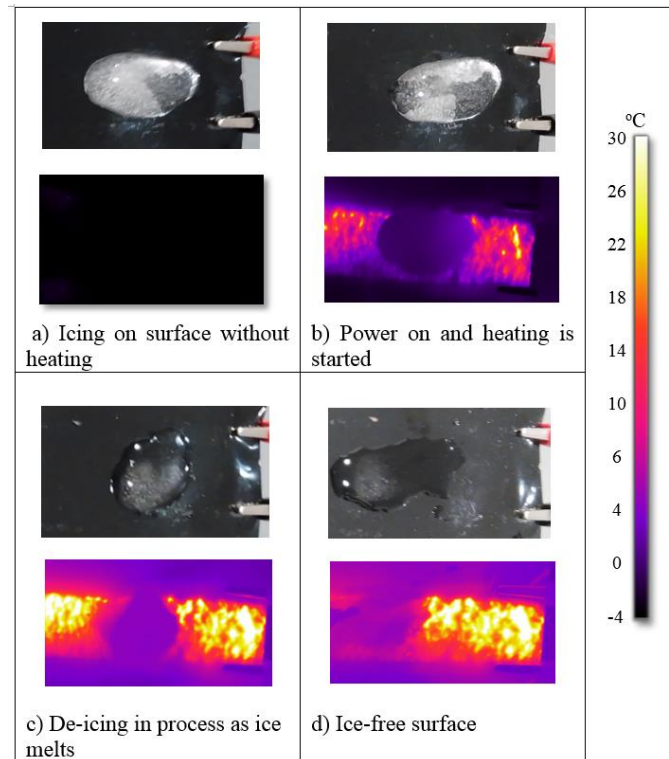 a) Icing on surface without
heating
b) Power on and heating is
started
c) De-icing in process as ice
melts
d) Ice-free surface
°C
30
26
22
18
14
10
6
4
0
-4